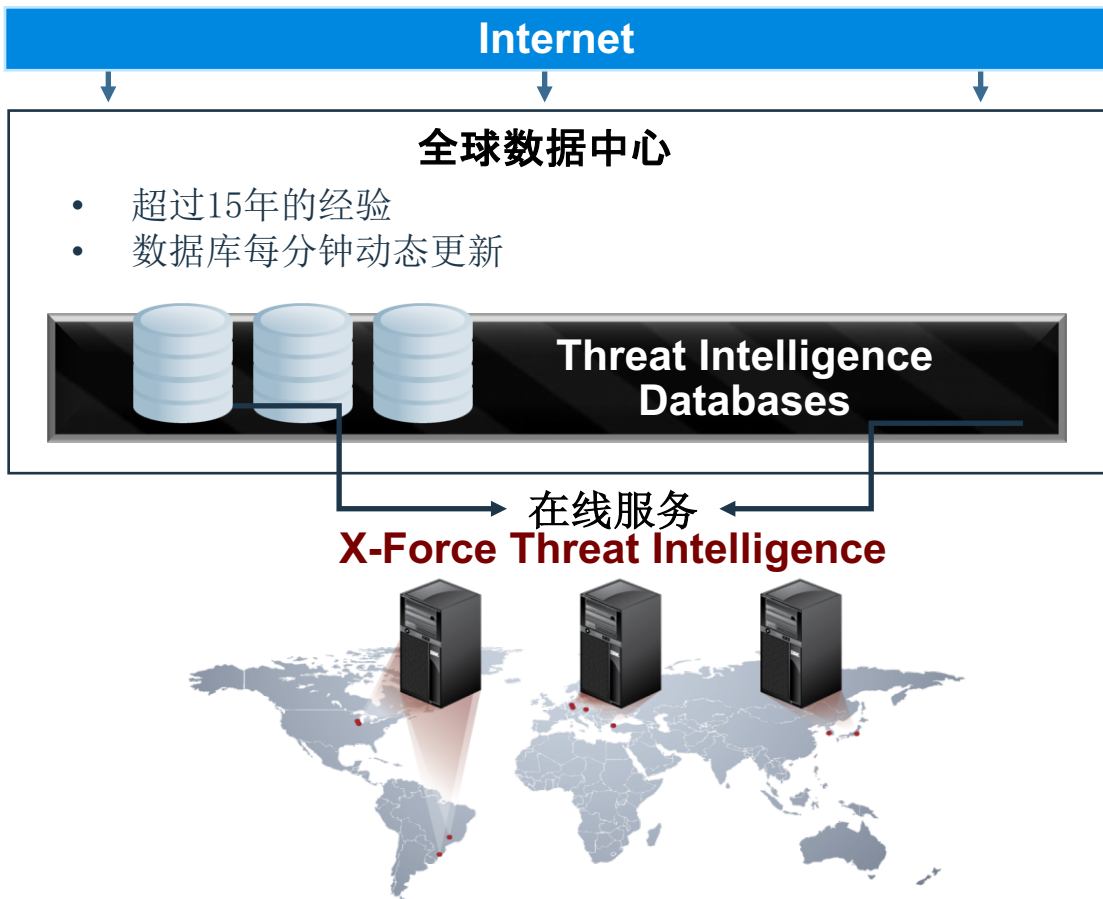 Internet
全球数据中心
• 超过15年的经验
• 数据库每分钟动态更新
Threat Intelligence
Databases
在线服务
X-Force Threat Intelligence